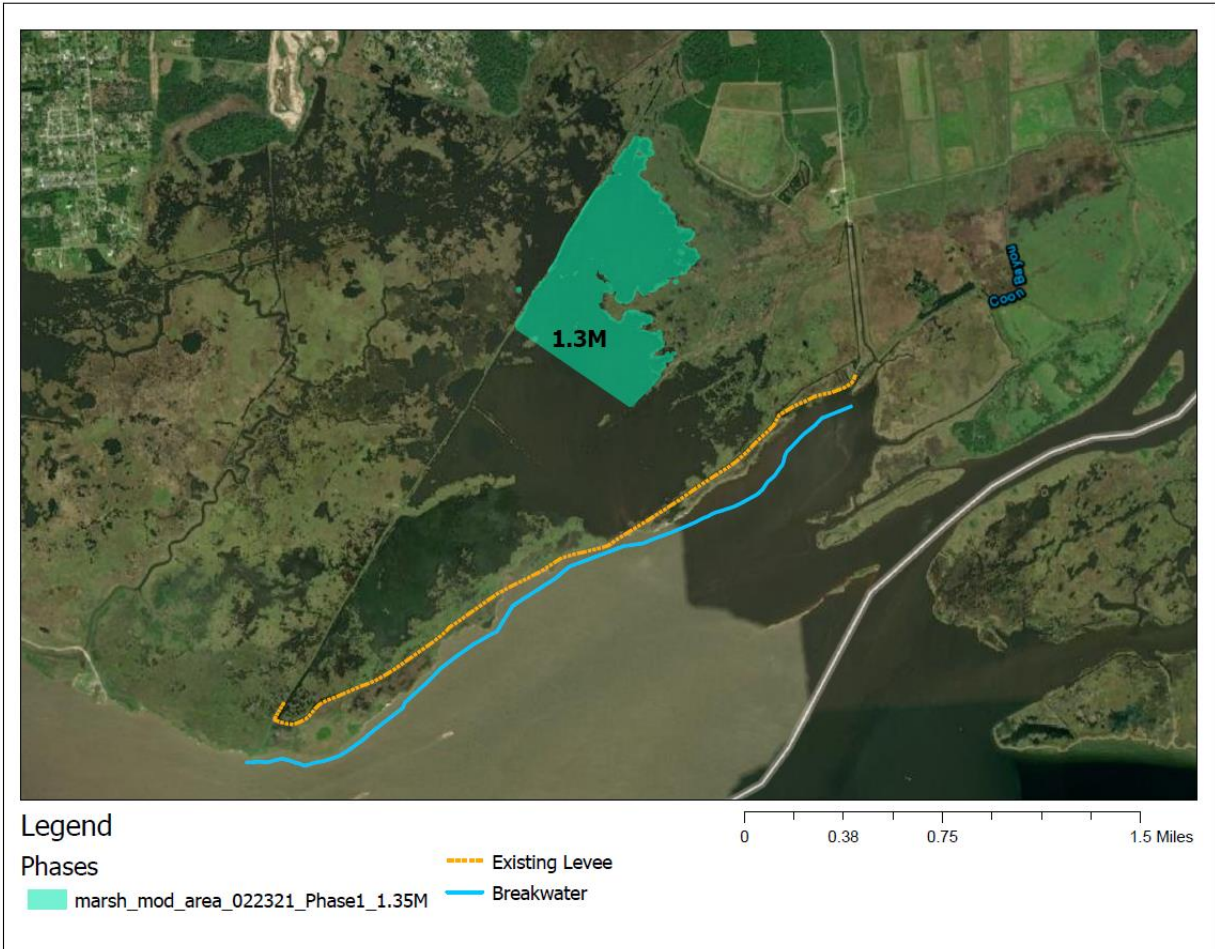 Coon Bayou
1.3M
Legend
Phases
marsh_mod_area_022321_Phase1_1.35M
Existing Levee
Breakwater
0 0.38 0.75 1.5 Miles